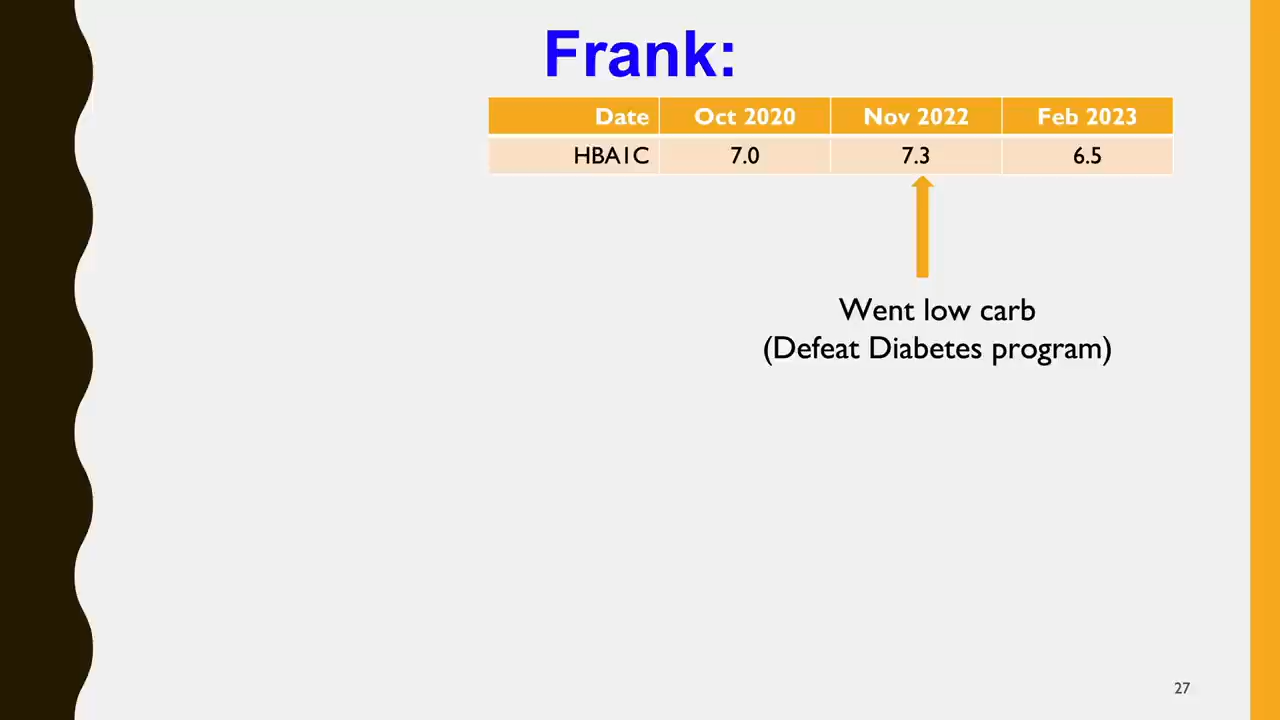 Frank:
Date Oct 2020 Nov 2022 Feb 2023
HBA1C 7.0 7.3 6.5
Went low carb
(Defeat Diabetes program)
27